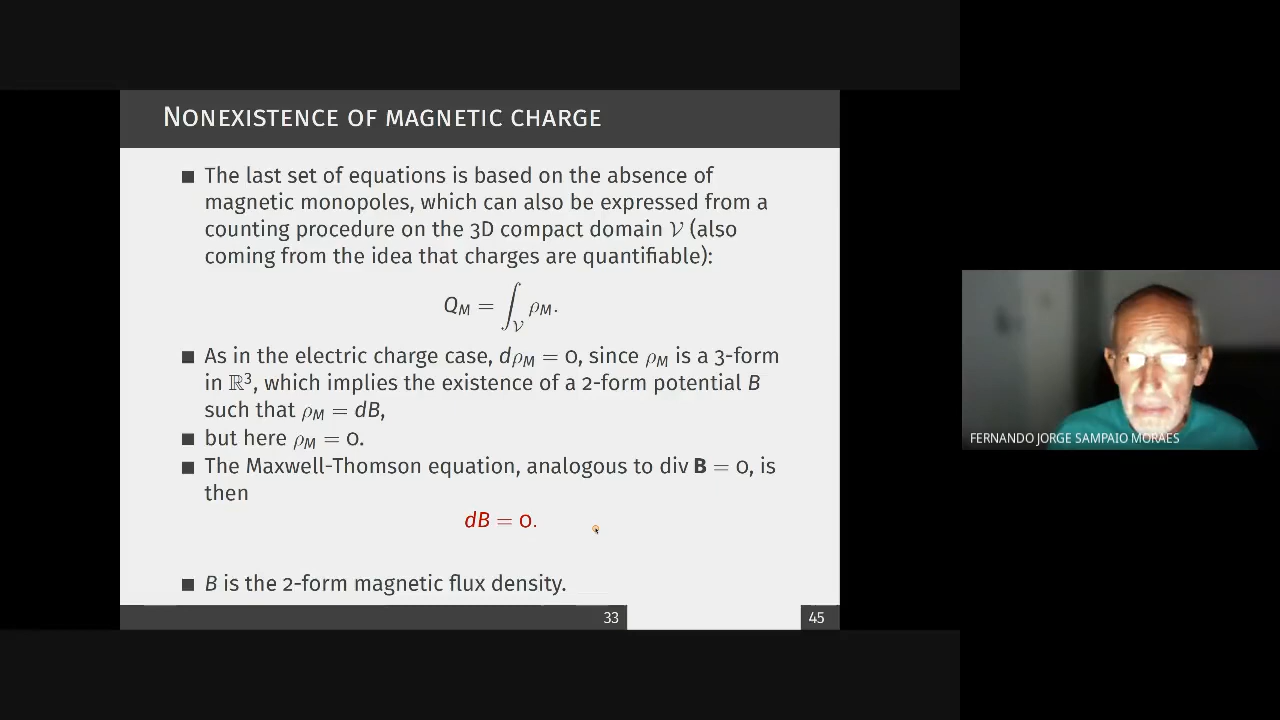 NONEXISTENCE OF MAGNETIC CHARGE
■ The last set of equations is based on the absence of
magnetic monopoles, which can also be expressed from a
counting procedure on the 3D compact domain 𝒱 (also
coming from the idea that charges are quantifiable):
Q_M = ∫_𝒱 ρ_M.
■ As in the electric charge case, dρ_M = 0, since ρ_M is a 3-form
in ℝ³, which implies the existence of a 2-form potential B
such that ρ_M = dB,
■ but here ρ_M = 0.
■ The Maxwell-Thomson equation, analogous to div B = 0, is
then
dB = 0.
■ B is the 2-form magnetic flux density.
33
45
FERNANDO JORGE SAMPAIO MORAES